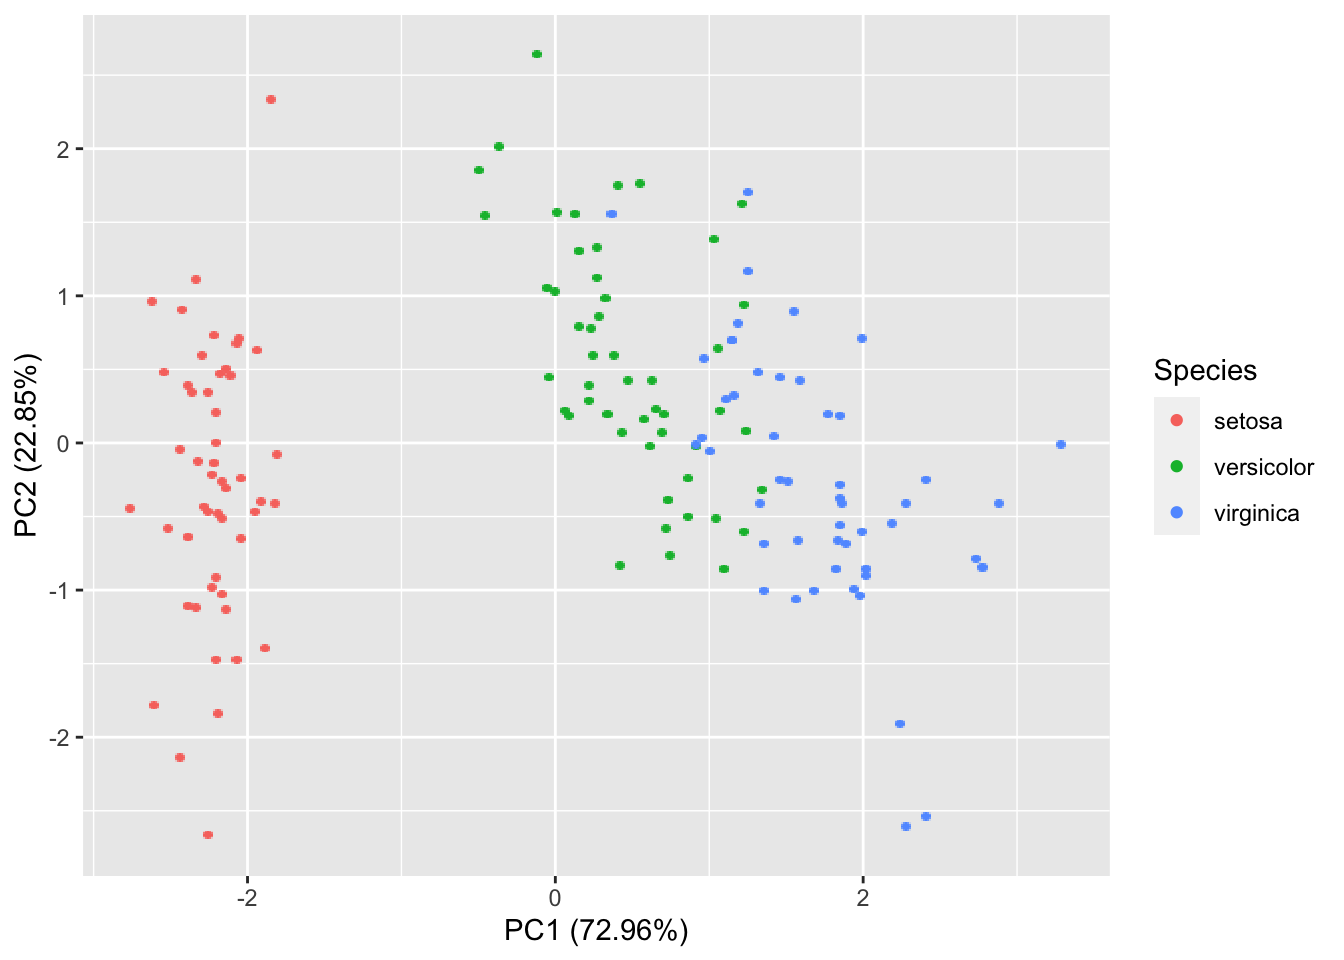 2
1
0
-1
-2
PC2 (22.85%)
-2
0
2
PC1 (72.96%)
Species
setosa
versicolor
virginica